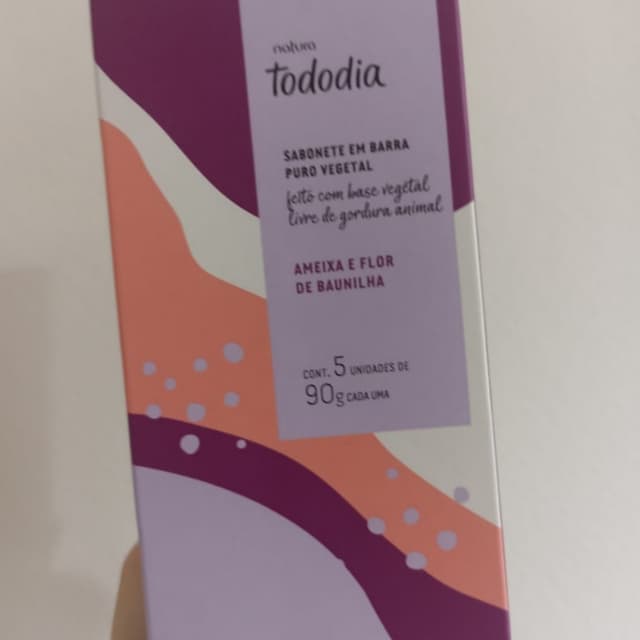 natura
tododia
SABONETE EM BARRA
PURO VEGETAL
feito com base vegetal
livre de gordura animal
AMEIXA E FLOR
DE BAUNILHA
CONT. 5 UNIDADES DE
90g CADA UMA